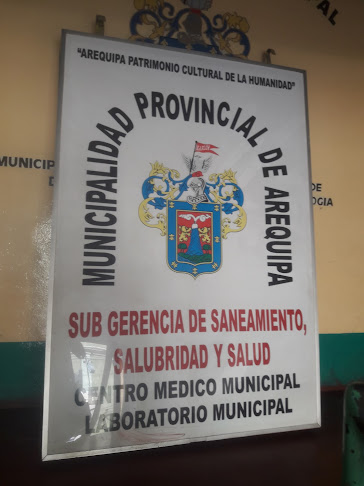 "AREQUIPA PATRIMONIO CULTURAL DE LA HUMANIDAD"
MUNICIPALIDAD PROVINCIAL DE AREQUIPA
SUB GERENCIA DE SANEAMIENTO,
SALUBRIDAD Y SALUD
CENTRO MEDICO MUNICIPAL
LABORATORIO MUNICIPAL